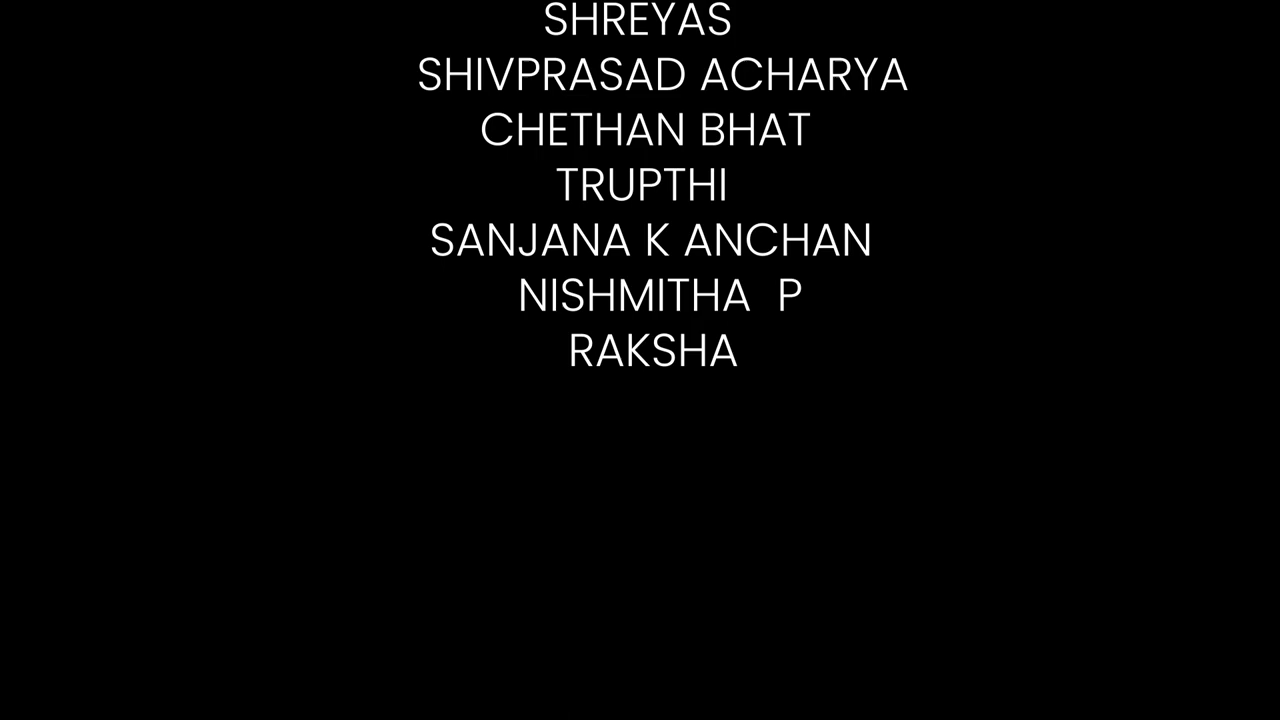 SHREYAS
SHIVPRASAD ACHARYA
CHETHAN BHAT
TRUPTHI
SANJANA K ANCHAN
NISHMITHA  P
RAKSHA